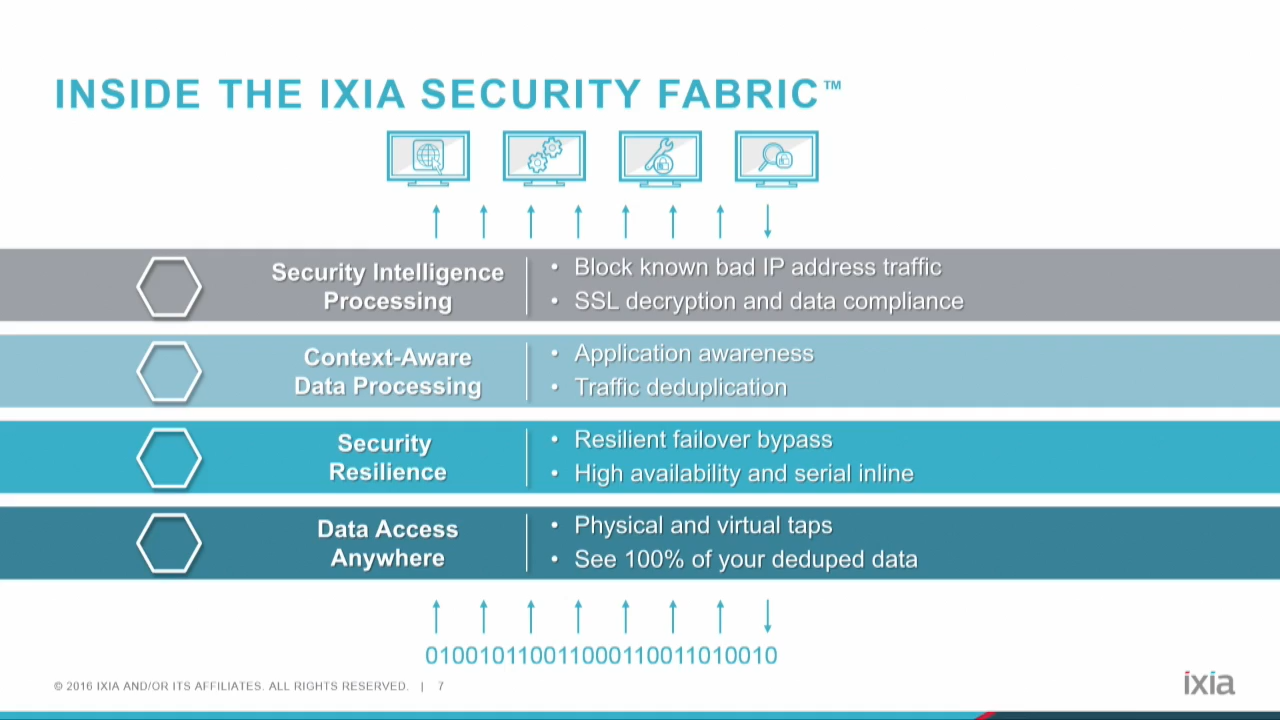 INSIDE THE IXIA SECURITY FABRIC™
Security Intelligence
Processing
• Block known bad IP address traffic
• SSL decryption and data compliance
Context-Aware
Data Processing
• Application awareness
• Traffic deduplication
Security
Resilience
• Resilient failover bypass
• High availability and serial inline
Data Access
Anywhere
• Physical and virtual taps
• See 100% of your deduped data
01001011001100011001101​0010
© 2016 IXIA AND/OR ITS AFFILIATES. ALL RIGHTS RESERVED. | 7
ixia